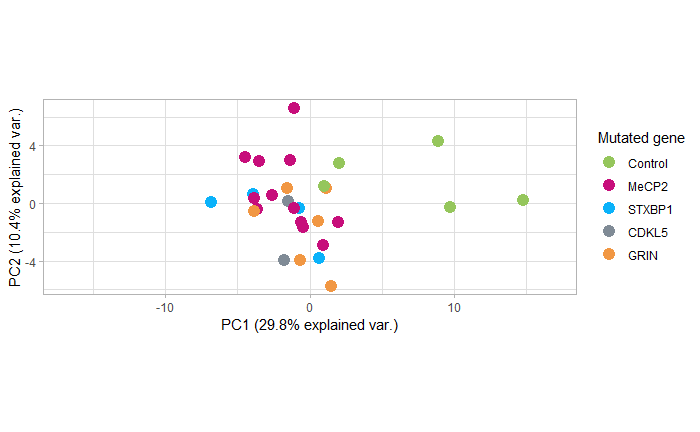 PC2 (10.4% explained var.)
4
0
-4
-10
0
10
PC1 (29.8% explained var.)
Mutated gene
Control
MeCP2
STXBP1
CDKL5
GRIN